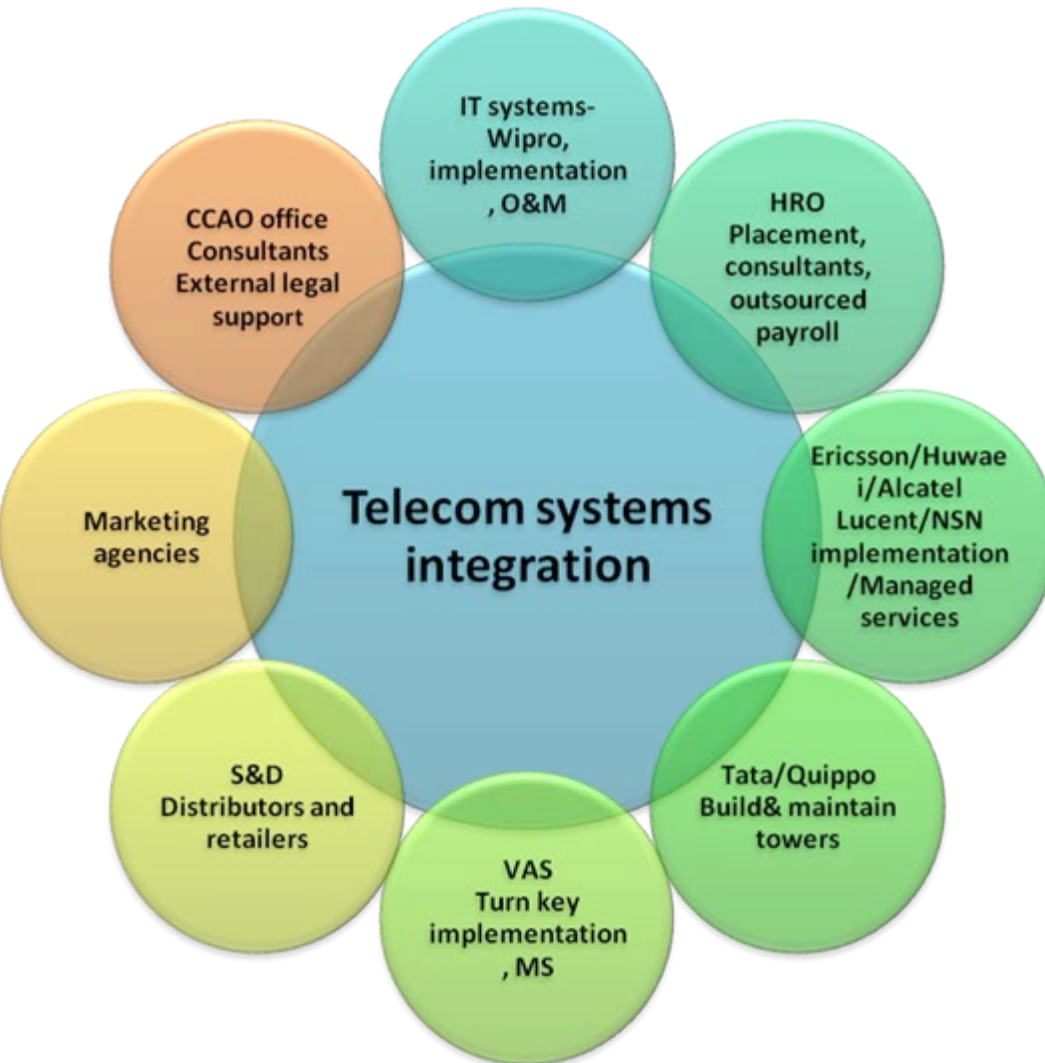 IT systems-
Wipro,
implementation
, O&M
HRO
Placement,
consultants,
outsourced
payroll
Ericsson/Huwae
i/Alcatel
Lucent/NSN
implementation
/Managed
services
Tata/Quippo
Build& maintain
towers
VAS
Turn key
implementation
, MS
S&D
Distributors and
retailers
Marketing
agencies
CCAO office
Consultants
External legal
support
Telecom systems
integration